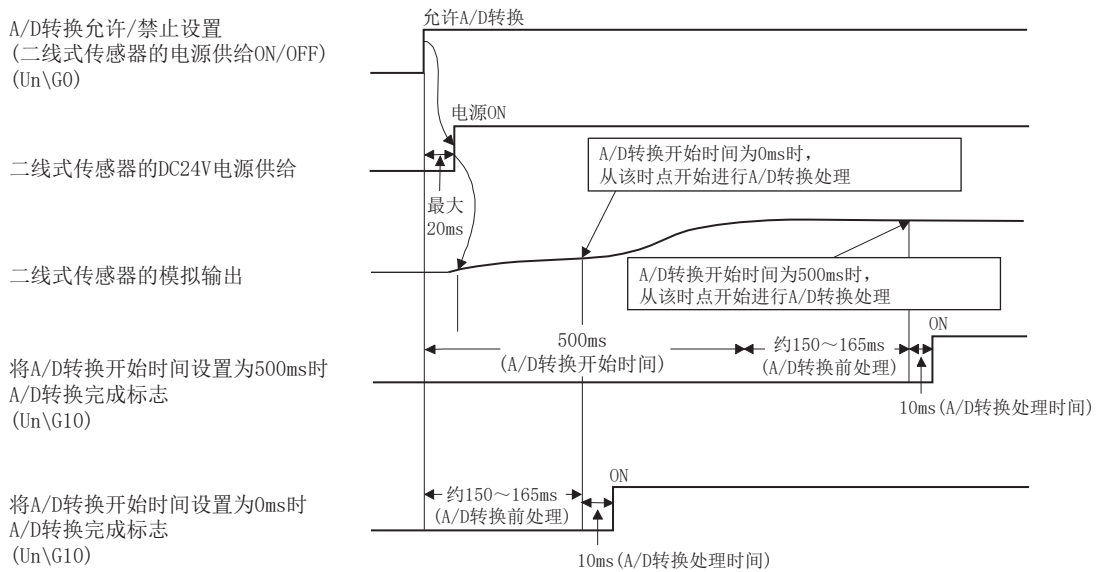 允许A/D转换
A/D转换允许/禁止设置
(二线式传感器的电源供给ON/OFF)
(Un\G0)
电源ON
二线式传感器的DC24V电源供给
最大
20ms
A/D转换开始时间为0ms时，
从该时点开始进行A/D转换处理
二线式传感器的模拟输出
A/D转换开始时间为500ms时，
从该时点开始进行A/D转换处理
将A/D转换开始时间设置为500ms时
A/D转换完成标志
(Un\G10)
500ms
(A/D转换开始时间)
约150～165ms
(A/D转换前处理)
ON
10ms(A/D转换处理时间)
将A/D转换开始时间设置为0ms时
A/D转换完成标志
(Un\G10)
约150～165ms
(A/D转换前处理)
ON
10ms(A/D转换处理时间)